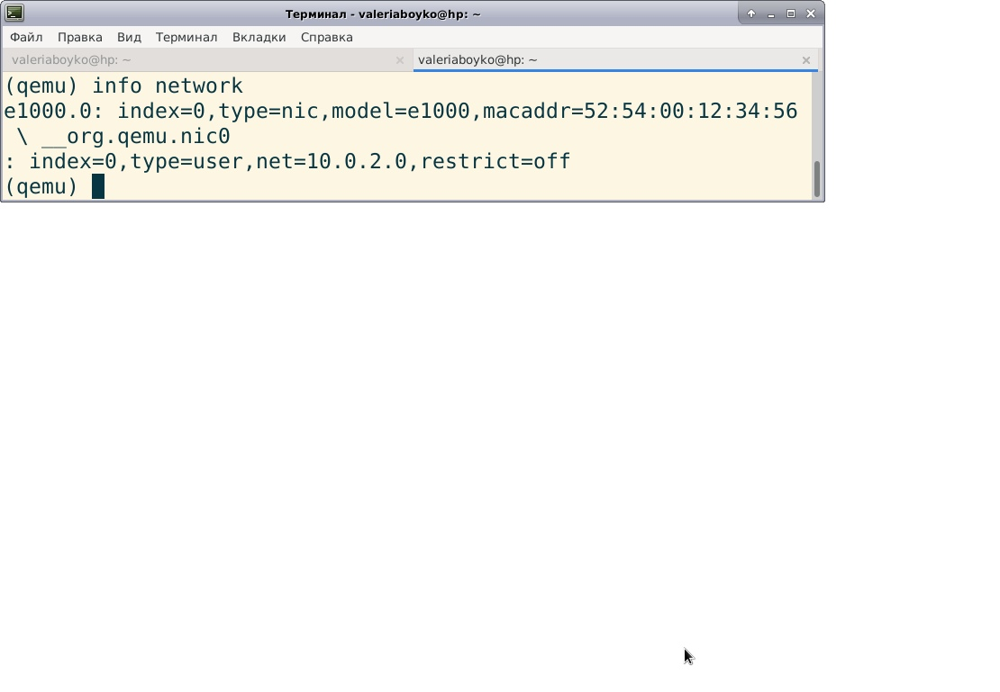 Терминал - valeriaboyko@hp: ~
Файл Правка Вид Терминал Вкладки Справка
valeriaboyko@hp: ~ valeriaboyko@hp: ~
(qemu) info network
e1000.0: index=0,type=nic,model=e1000,macaddr=52:54:00:12:34:56
 \ __org.qemu.nic0
: index=0,type=user,net=10.0.2.0,restrict=off
(qemu)